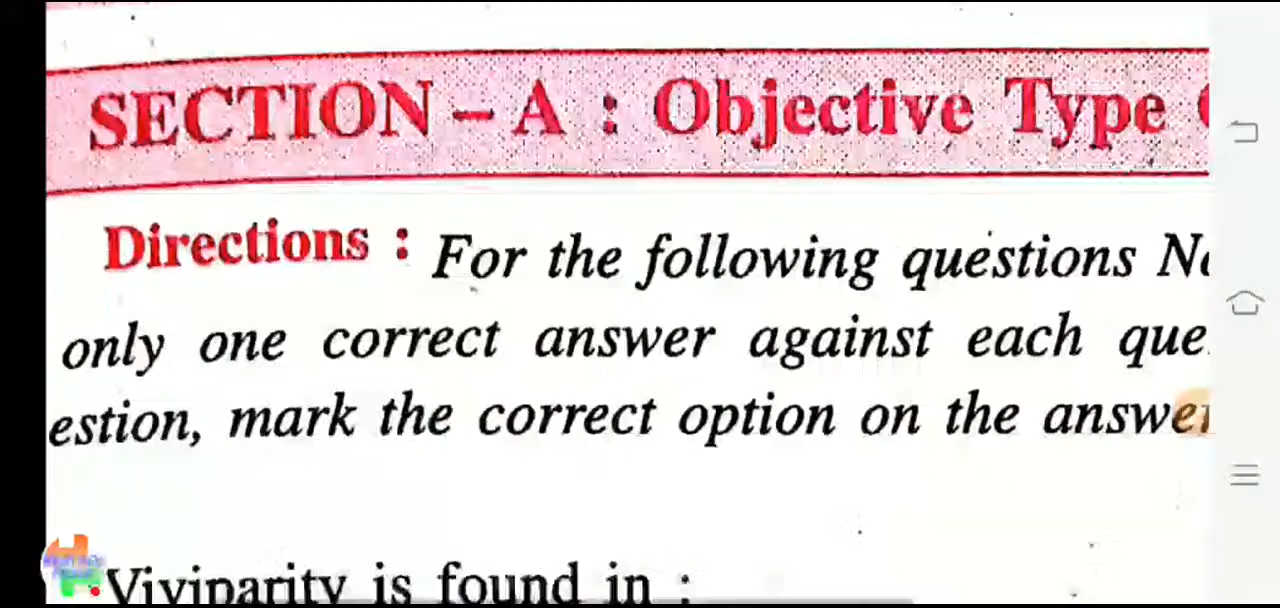 SECTION – A : Objective Type
Directions : For the following questions
only one correct answer against each
estion, mark the correct option on the
Viviparity is found in :